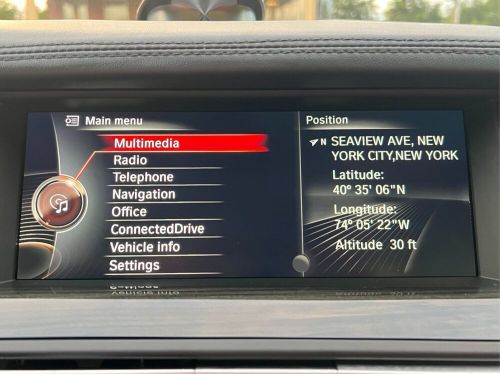 Main menu
Multimedia
Radio
Telephone
Navigation
Office
ConnectedDrive
Vehicle info
Settings
Position
N SEAVIEW AVE, NEW
YORK CITY,NEW YORK
Latitude:
40° 35' 06"N
Longitude:
74° 05' 22"W
Altitude 30 ft